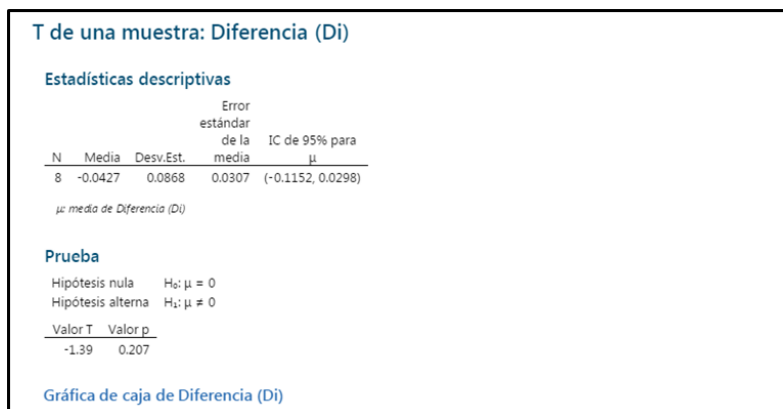 T de una muestra: Diferencia (Di)
Estadísticas descriptivas
Error
estándar
de la IC de 95% para
N Media Desv.Est. media μ
8 -0.0427 0.0868 0.0307 (-0.1152, 0.0298)
μ: media de Diferencia (Di)
Prueba
Hipótesis nula H₀: μ = 0
Hipótesis alterna H₁: μ ≠ 0
Valor T Valor p
-1.39 0.207
Gráfica de caja de Diferencia (Di)